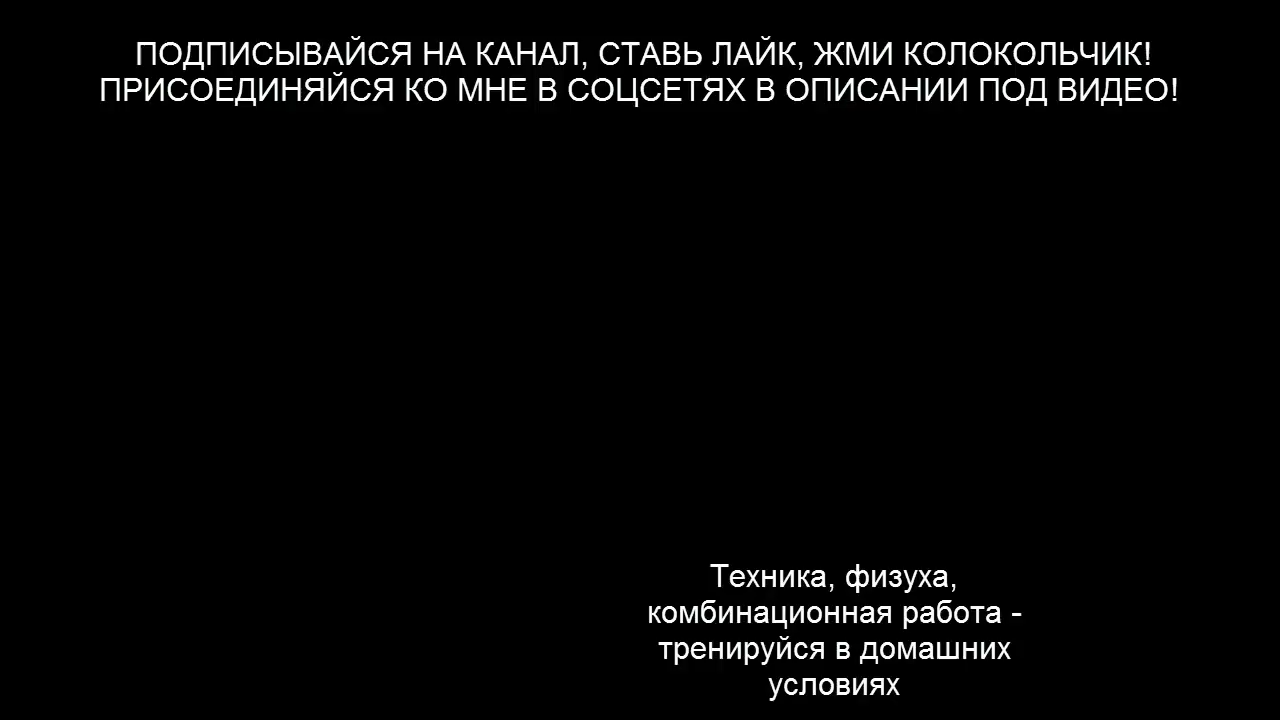 ПОДПИСЫВАЙСЯ НА КАНАЛ, СТАВЬ ЛАЙК, ЖМИ КОЛОКОЛЬЧИК!
ПРИСОЕДИНЯЙСЯ КО МНЕ В СОЦСЕТЯХ В ОПИСАНИИ ПОД ВИДЕО!
Техника, физуха,
комбинационная работа -
тренируйся в домашних
условиях